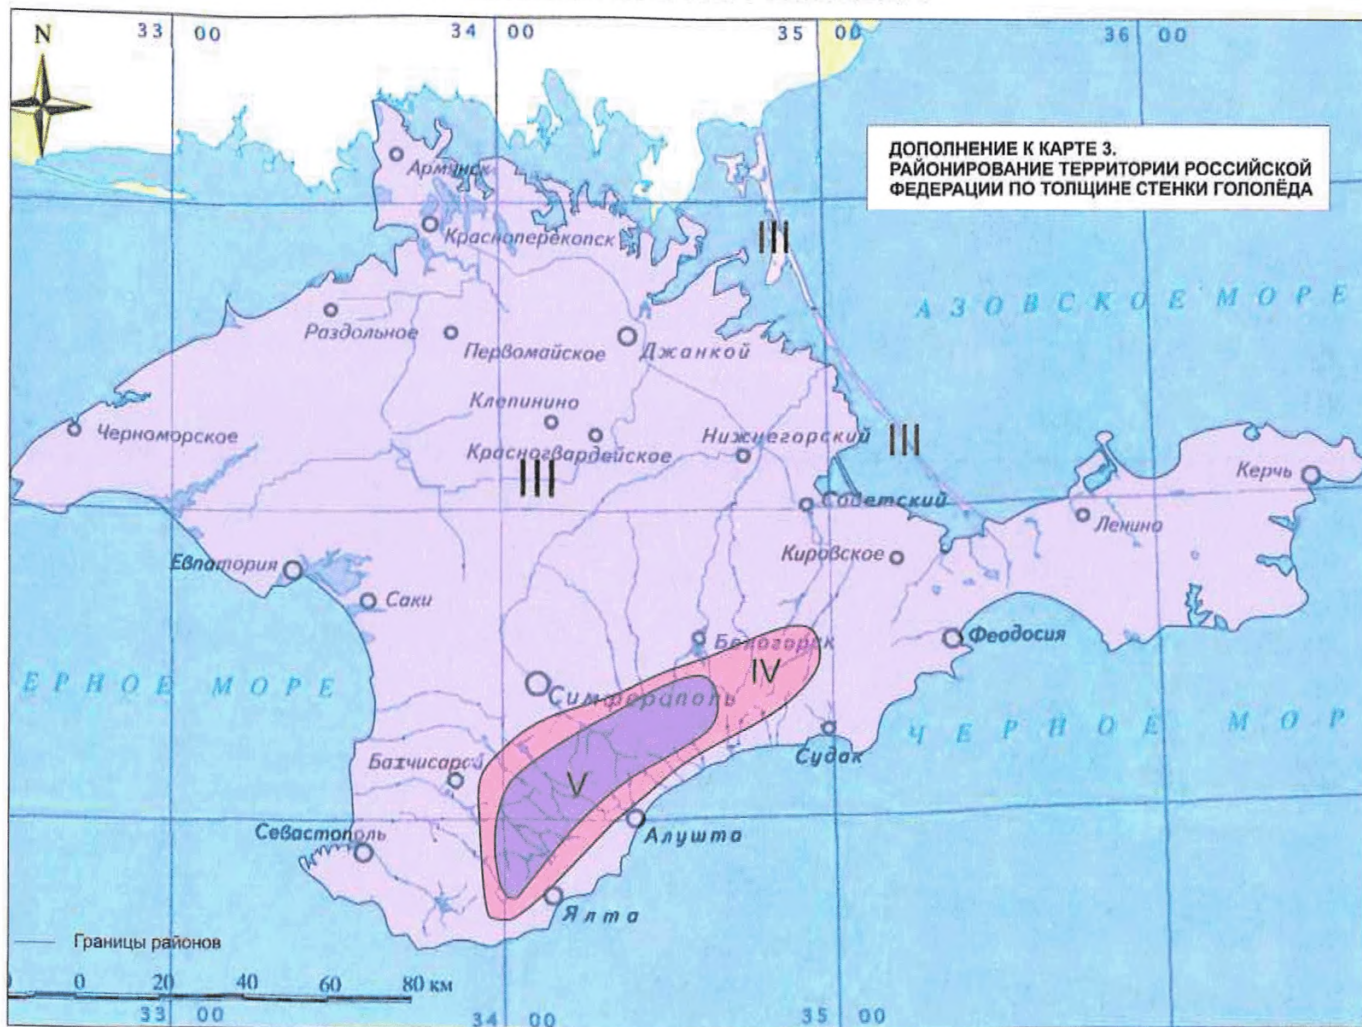 N
33 00
34 00
35 00
36 00
ДОПОЛНЕНИЕ К КАРТЕ 3.
РАЙОНИРОВАНИЕ ТЕРРИТОРИИ РОССИЙСКОЙ
ФЕДЕРАЦИИ ПО ТОЛЩИНЕ СТЕНКИ ГОЛОЛЁДА
Армянск
Красноперекопск
III
АЗОВСКОЕ МОРЕ
Раздольное
Первомайское
Джанкой
Клепинино
Черноморское
Красногвардейское
Нижнегорский
III
III
Керчь
Советский
Ленино
Евпатория
Кировское
Саки
Белогорск
Феодосия
IV
ЕРНОЕ МОРЕ
Симферополь
ЧЕРНОЕ МОР
Судак
Бахчисарай
V
Севастополь
Алушта
Ялта
Границы районов
0 20 40 60 80 км
33 00
34 00
35 00